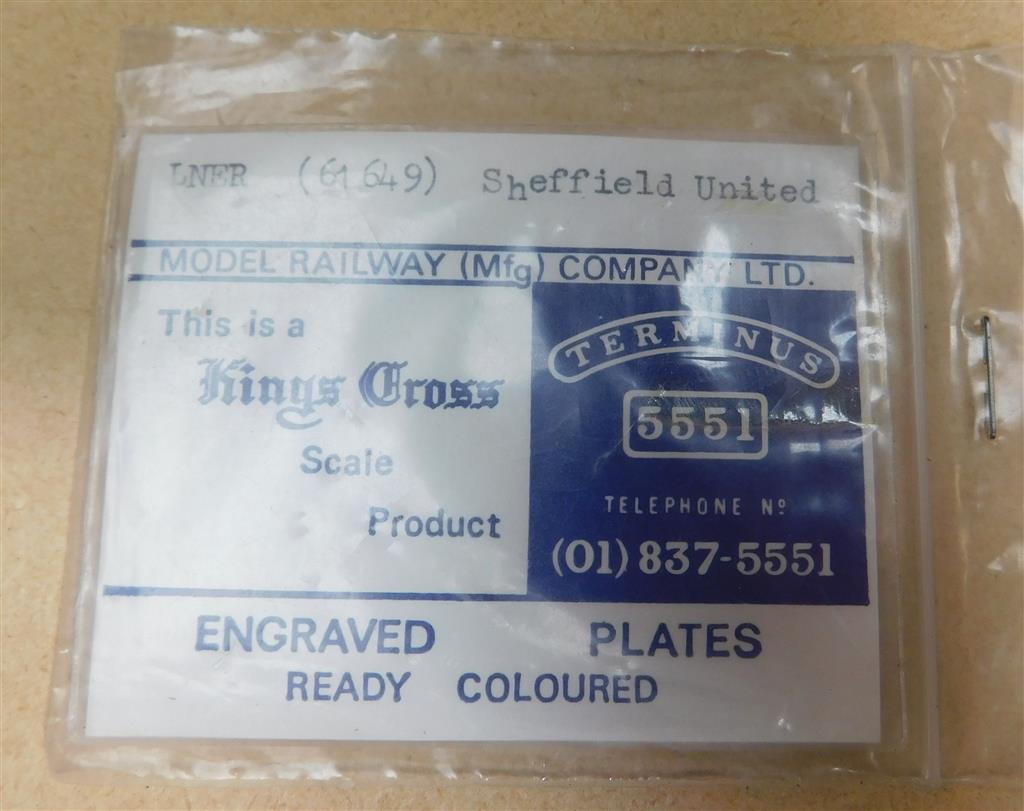 LNER (61649) Sheffield United
MODEL RAILWAY (Mfg) COMPANY LTD.
This is a
Kings Cross
Scale
Product
TERMINUS
5551
TELEPHONE Nº
(01) 837-5551
ENGRAVED PLATES
READY COLOURED